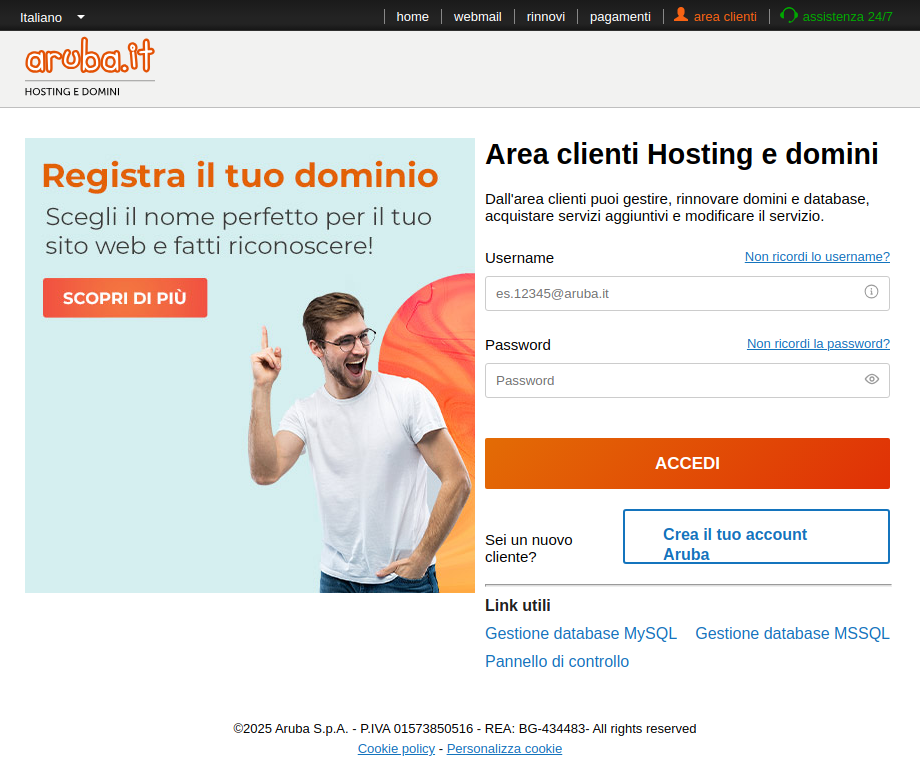 Italiano
home
webmail
rinnovi
pagamenti
area clienti
assistenza 24/7
aruba.it
HOSTING E DOMINI
Registra il tuo dominio
Scegli il nome perfetto per il tuo
sito web e fatti riconoscere!
SCOPRI DI PIÙ
Area clienti Hosting e domini
Dall'area clienti puoi gestire, rinnovare domini e database,
acquistare servizi aggiuntivi e modificare il servizio.
Username
Non ricordi lo username?
es.12345@aruba.it
Password
Non ricordi la password?
Password
ACCEDI
Sei un nuovo
cliente?
Crea il tuo account
Aruba
Link utili
Gestione database MySQL
Gestione database MSSQL
Pannello di controllo
©2025 Aruba S.p.A. - P.IVA 01573850516 - REA: BG-434483- All rights reserved
Cookie policy - Personalizza cookie